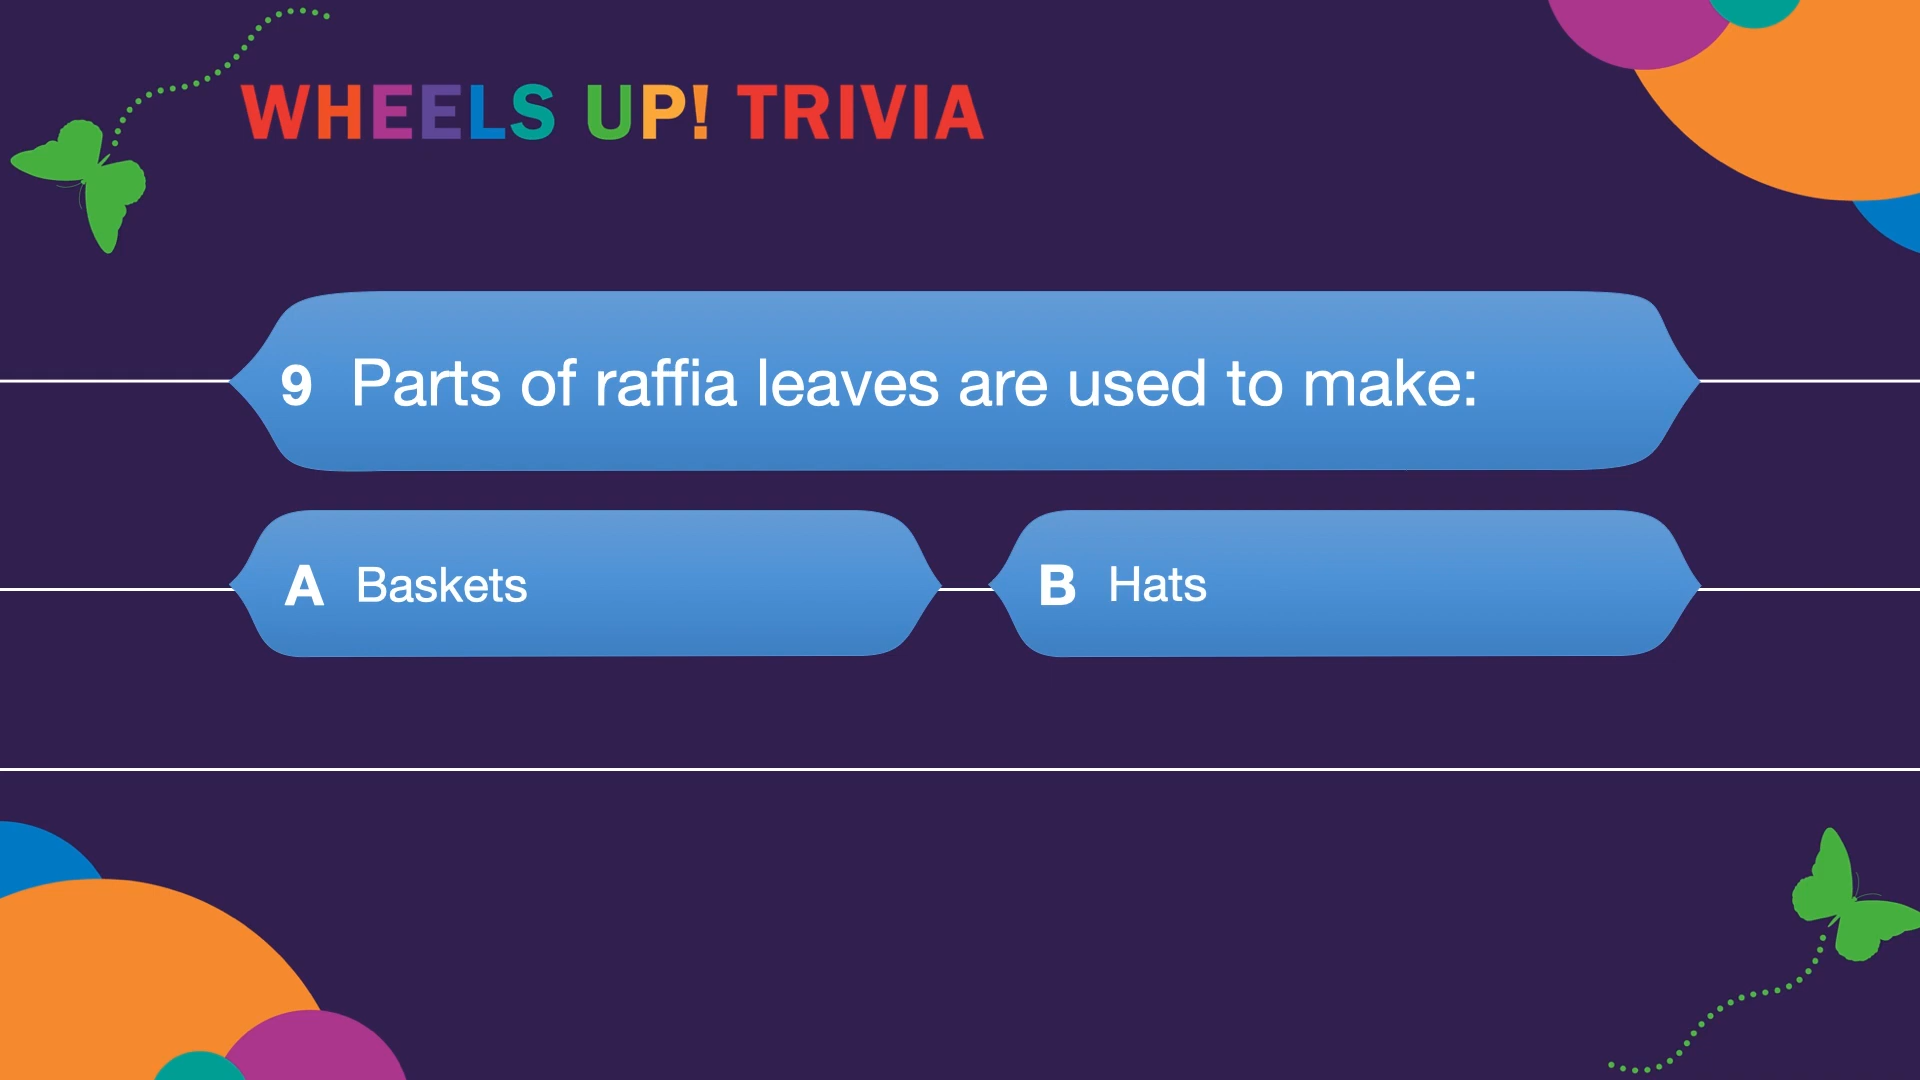 WHEELS UP! TRIVIA
9 Parts of raffia leaves are used to make:
A Baskets
B Hats